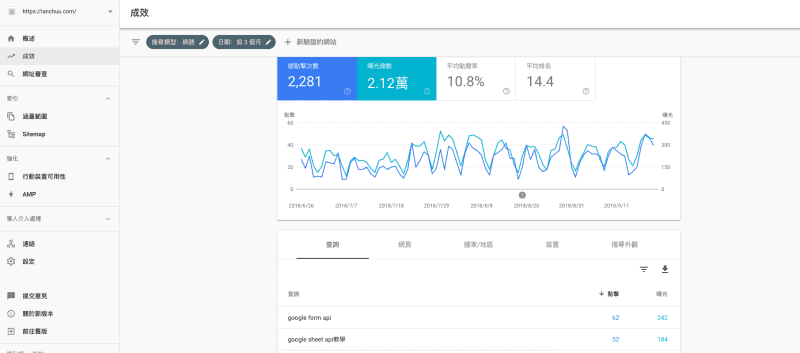 https://ianchuu.com/
成效
概述
成效
網址審查
索引
涵蓋範圍
Sitemap
強化
行動裝置可用性
AMP
專人介入處理
連結
設定
提交意見
關於新版本
前往舊版
搜尋類型: 網路
日期: 前 3 個月
新驗證的網站
總點擊次數
2,281
曝光總數
2.12萬
平均點閱率
10.8%
平均排名
14.4
點擊
曝光
60
40
20
0
450
300
150
0
1
2018/6/26
2018/7/7
2018/7/18
2018/7/29
2018/8/9
2018/8/20
2018/8/31
2018/9/11
查詢
網頁
國家/地區
裝置
搜尋外觀
查詢
點擊
曝光
google form api
62
242
google sheet api教學
52
184